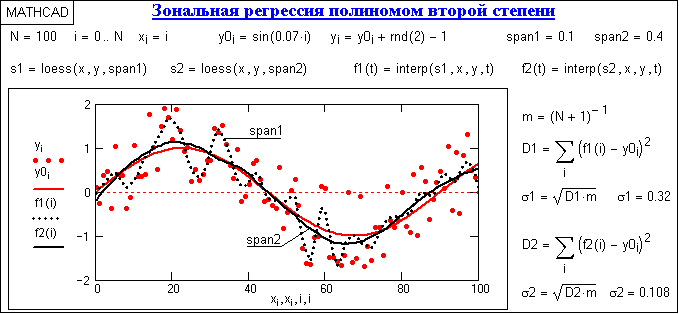 MATHCAD
Зональная регрессия полиномом второй степени
N = 100 i = 0 .. N xᵢ = i y0ᵢ = sin(0.07·i) yᵢ = y0ᵢ + rnd(2) − 1 span1 = 0.1 span2 = 0.4
s1 = loess(x, y, span1) s2 = loess(x, y, span2) f1(t) = interp(s1, x, y, t) f2(t) = interp(s2, x, y, t)
yᵢ
y0ᵢ
f1(i)
f2(i)
2
1
0
−1
−2
span1
span2
0 20 40 60 80 100
xᵢ,xᵢ,i,i
m = (N + 1)⁻¹
D1 = ∑ᵢ (f1(i) − y0ᵢ)²
σ1 = √(D1·m) σ1 = 0.32
D2 = ∑ᵢ (f2(i) − y0ᵢ)²
σ2 = √(D2·m) σ2 = 0.108